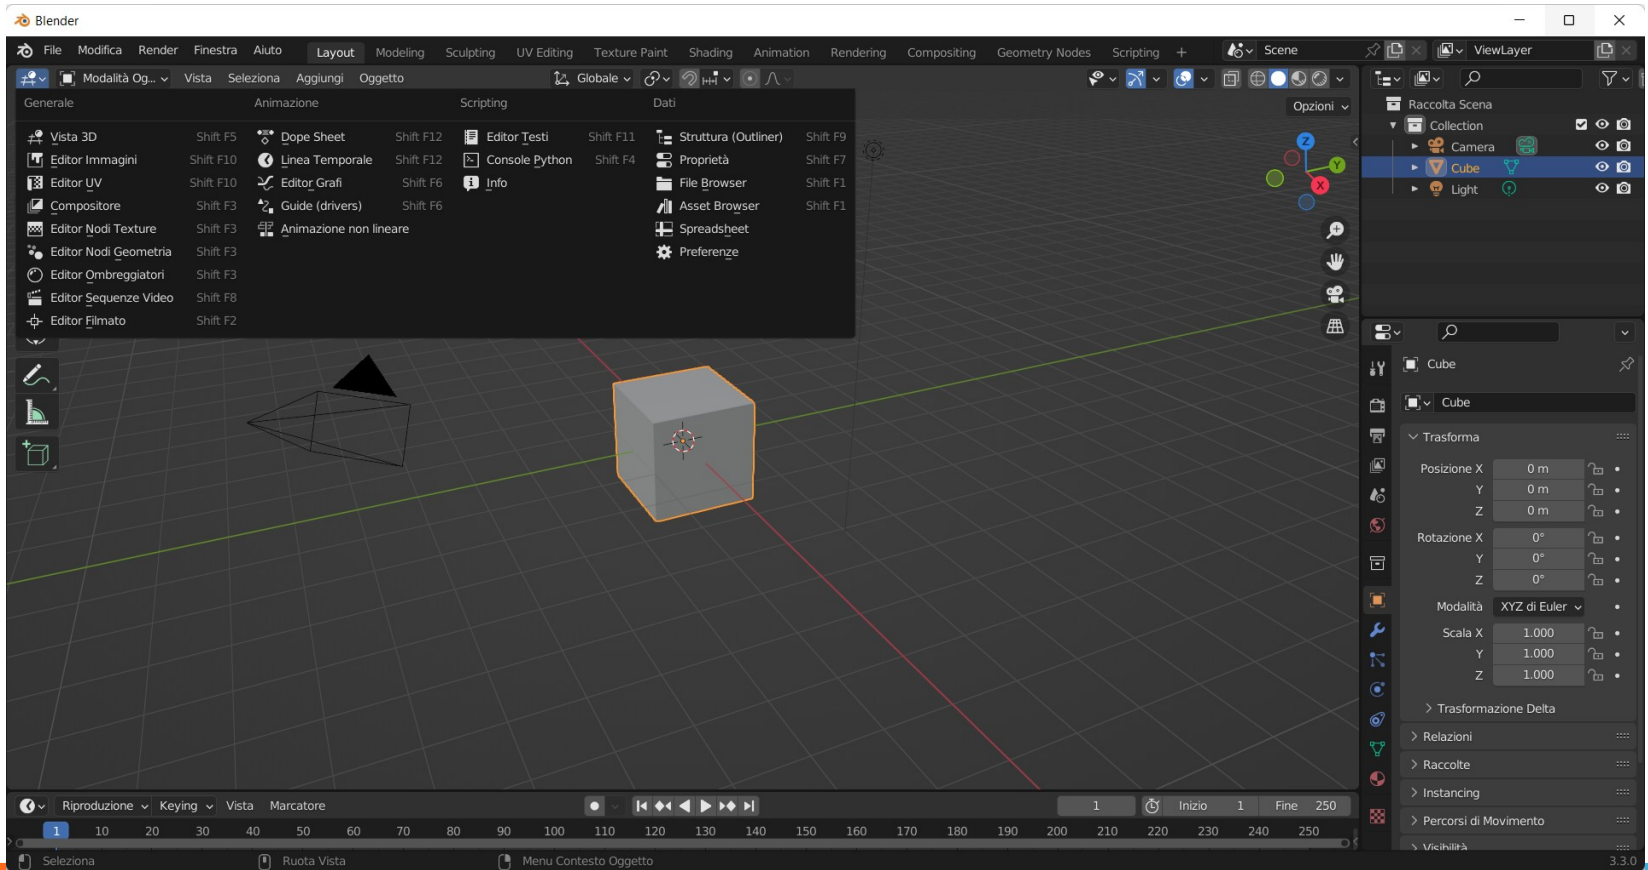 Blender
File Modifica Render Finestra Aiuto Layout Modeling Sculpting UV Editing Texture Paint Shading Animation Rendering Compositing Geometry Nodes Scripting + Scene ViewLayer
Modalità Og... Vista Seleziona Aggiungi Oggetto Globale
Opzioni
Generale Animazione Scripting Dati
Vista 3D Shift F5 Dope Sheet Shift F12 Editor Testi Shift F11 Struttura (Outliner) Shift F9
Editor Immagini Shift F10 Linea Temporale Shift F12 Console Python Shift F4 Proprietà Shift F7
Editor UV Shift F10 Editor Grafi Shift F6 Info File Browser Shift F1
Compositore Shift F3 Guide (drivers) Shift F6 Asset Browser Shift F1
Editor Nodi Texture Shift F3 Animazione non lineare Spreadsheet
Editor Nodi Geometria Shift F3 Preferenze
Editor Ombreggiatori Shift F3
Editor Sequenze Video Shift F8
Editor Filmato Shift F2
Z
Y
X
Raccolta Scena
Collection
Camera
Cube
Light
Cube
Cube
Trasforma
Posizione X 0 m
Y 0 m
Z 0 m
Rotazione X 0°
Y 0°
Z 0°
Modalità XYZ di Euler
Scala X 1.000
Y 1.000
Z 1.000
Trasformazione Delta
Relazioni
Raccolte
Instancing
Percorsi di Movimento
Visibilità
Riproduzione Keying Vista Marcatore 1 Inizio 1 Fine 250
1 10 20 30 40 50 60 70 80 90 100 110 120 130 140 150 160 170 180 190 200 210 220 230 240 250
Seleziona Ruota Vista Menu Contesto Oggetto 3.3.0